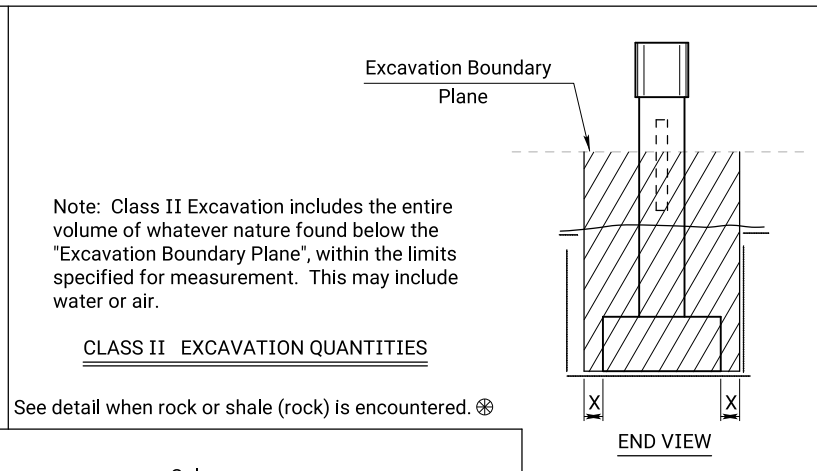 Excavation Boundary
Plane
Note: Class II Excavation includes the entire
volume of whatever nature found below the
"Excavation Boundary Plane", within the limits
specified for measurement. This may include
water or air.
CLASS II EXCAVATION QUANTITIES
See detail when rock or shale (rock) is encountered.
X X
END VIEW